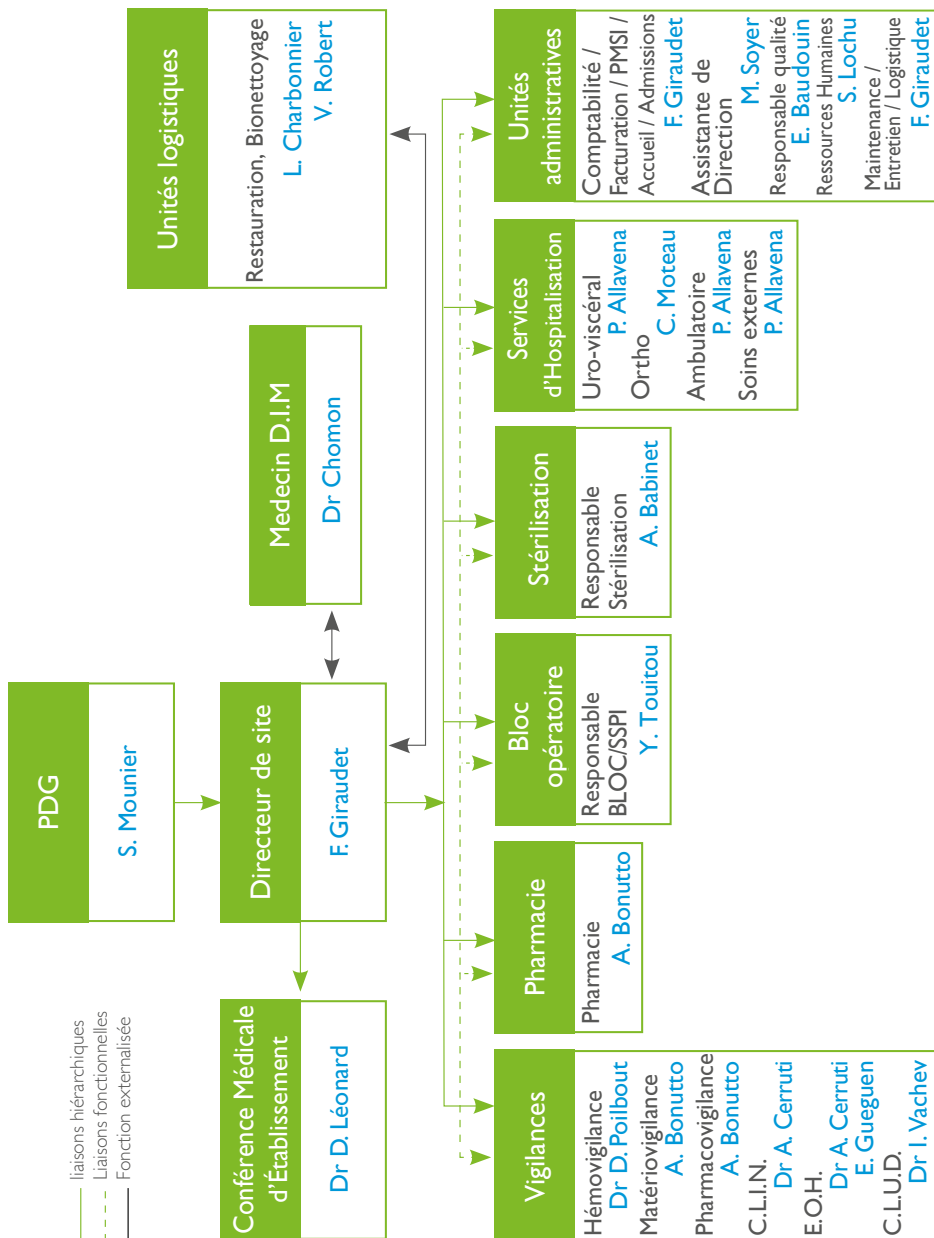 liaisons hiérarchiques
Liaisons fonctionnelles
Fonction externalisée
PDG
S. Mounier
Conférence Médicale
d'Établissement
Dr D. Léonard
Directeur de site
F. Giraudet
Medecin D.I.M
Dr Chomon
Unités logistiques
Restauration, Bionettoyage
L. Charbonnier
V. Robert
Vigilances
Hémovigilance
Dr D. Poilbout
Matériovigilance
A. Bonutto
Pharmacovigilance
A. Bonutto
C.L.I.N.
Dr A. Cerruti
E.O.H.
Dr A. Cerruti
E. Gueguen
C.L.U.D.
Dr I. Vachev
Pharmacie
Pharmacie
A. Bonutto
Bloc
opératoire
Responsable
BLOC/SSPI
Y. Touitou
Stérilisation
Responsable
Stérilisation
A. Babinet
Services
d'Hospitalisation
Uro-viscéral
P. Allavena
Ortho
C. Moteau
Ambulatoire
P. Allavena
Soins externes
P. Allavena
Unités
administratives
Comptabilité /
Facturation / PMSI /
Accueil / Admissions
F. Giraudet
Assistante de
Direction
M. Soyer
Responsable qualité
E. Baudouin
Ressources Humaines
S. Lochu
Maintenance /
Entretien / Logistique
F. Giraudet